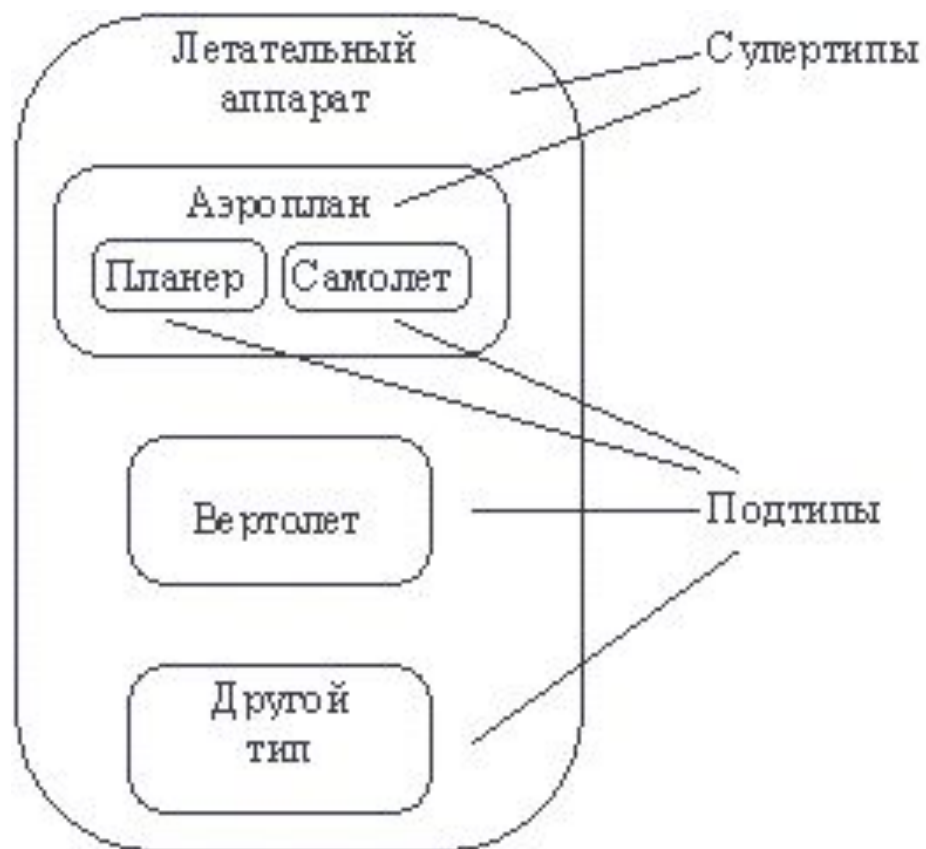 Летательный
аппарат
Супертипы
Аэроплан
Планер
Самолет
Вертолет
Подтипы
Другой
тип